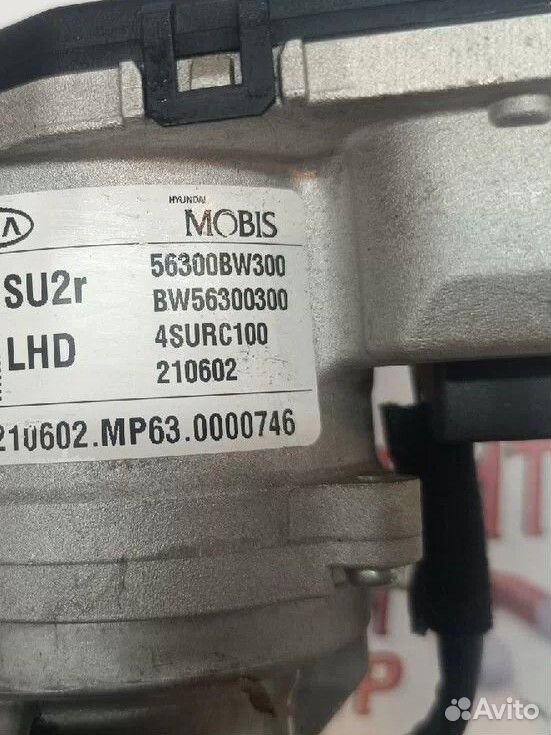 HYUNDAI
MOBIS
SU2r
56300BW300
BW56300300
LHD
4SURC100
210602
210602.MP63.0000746
Avito